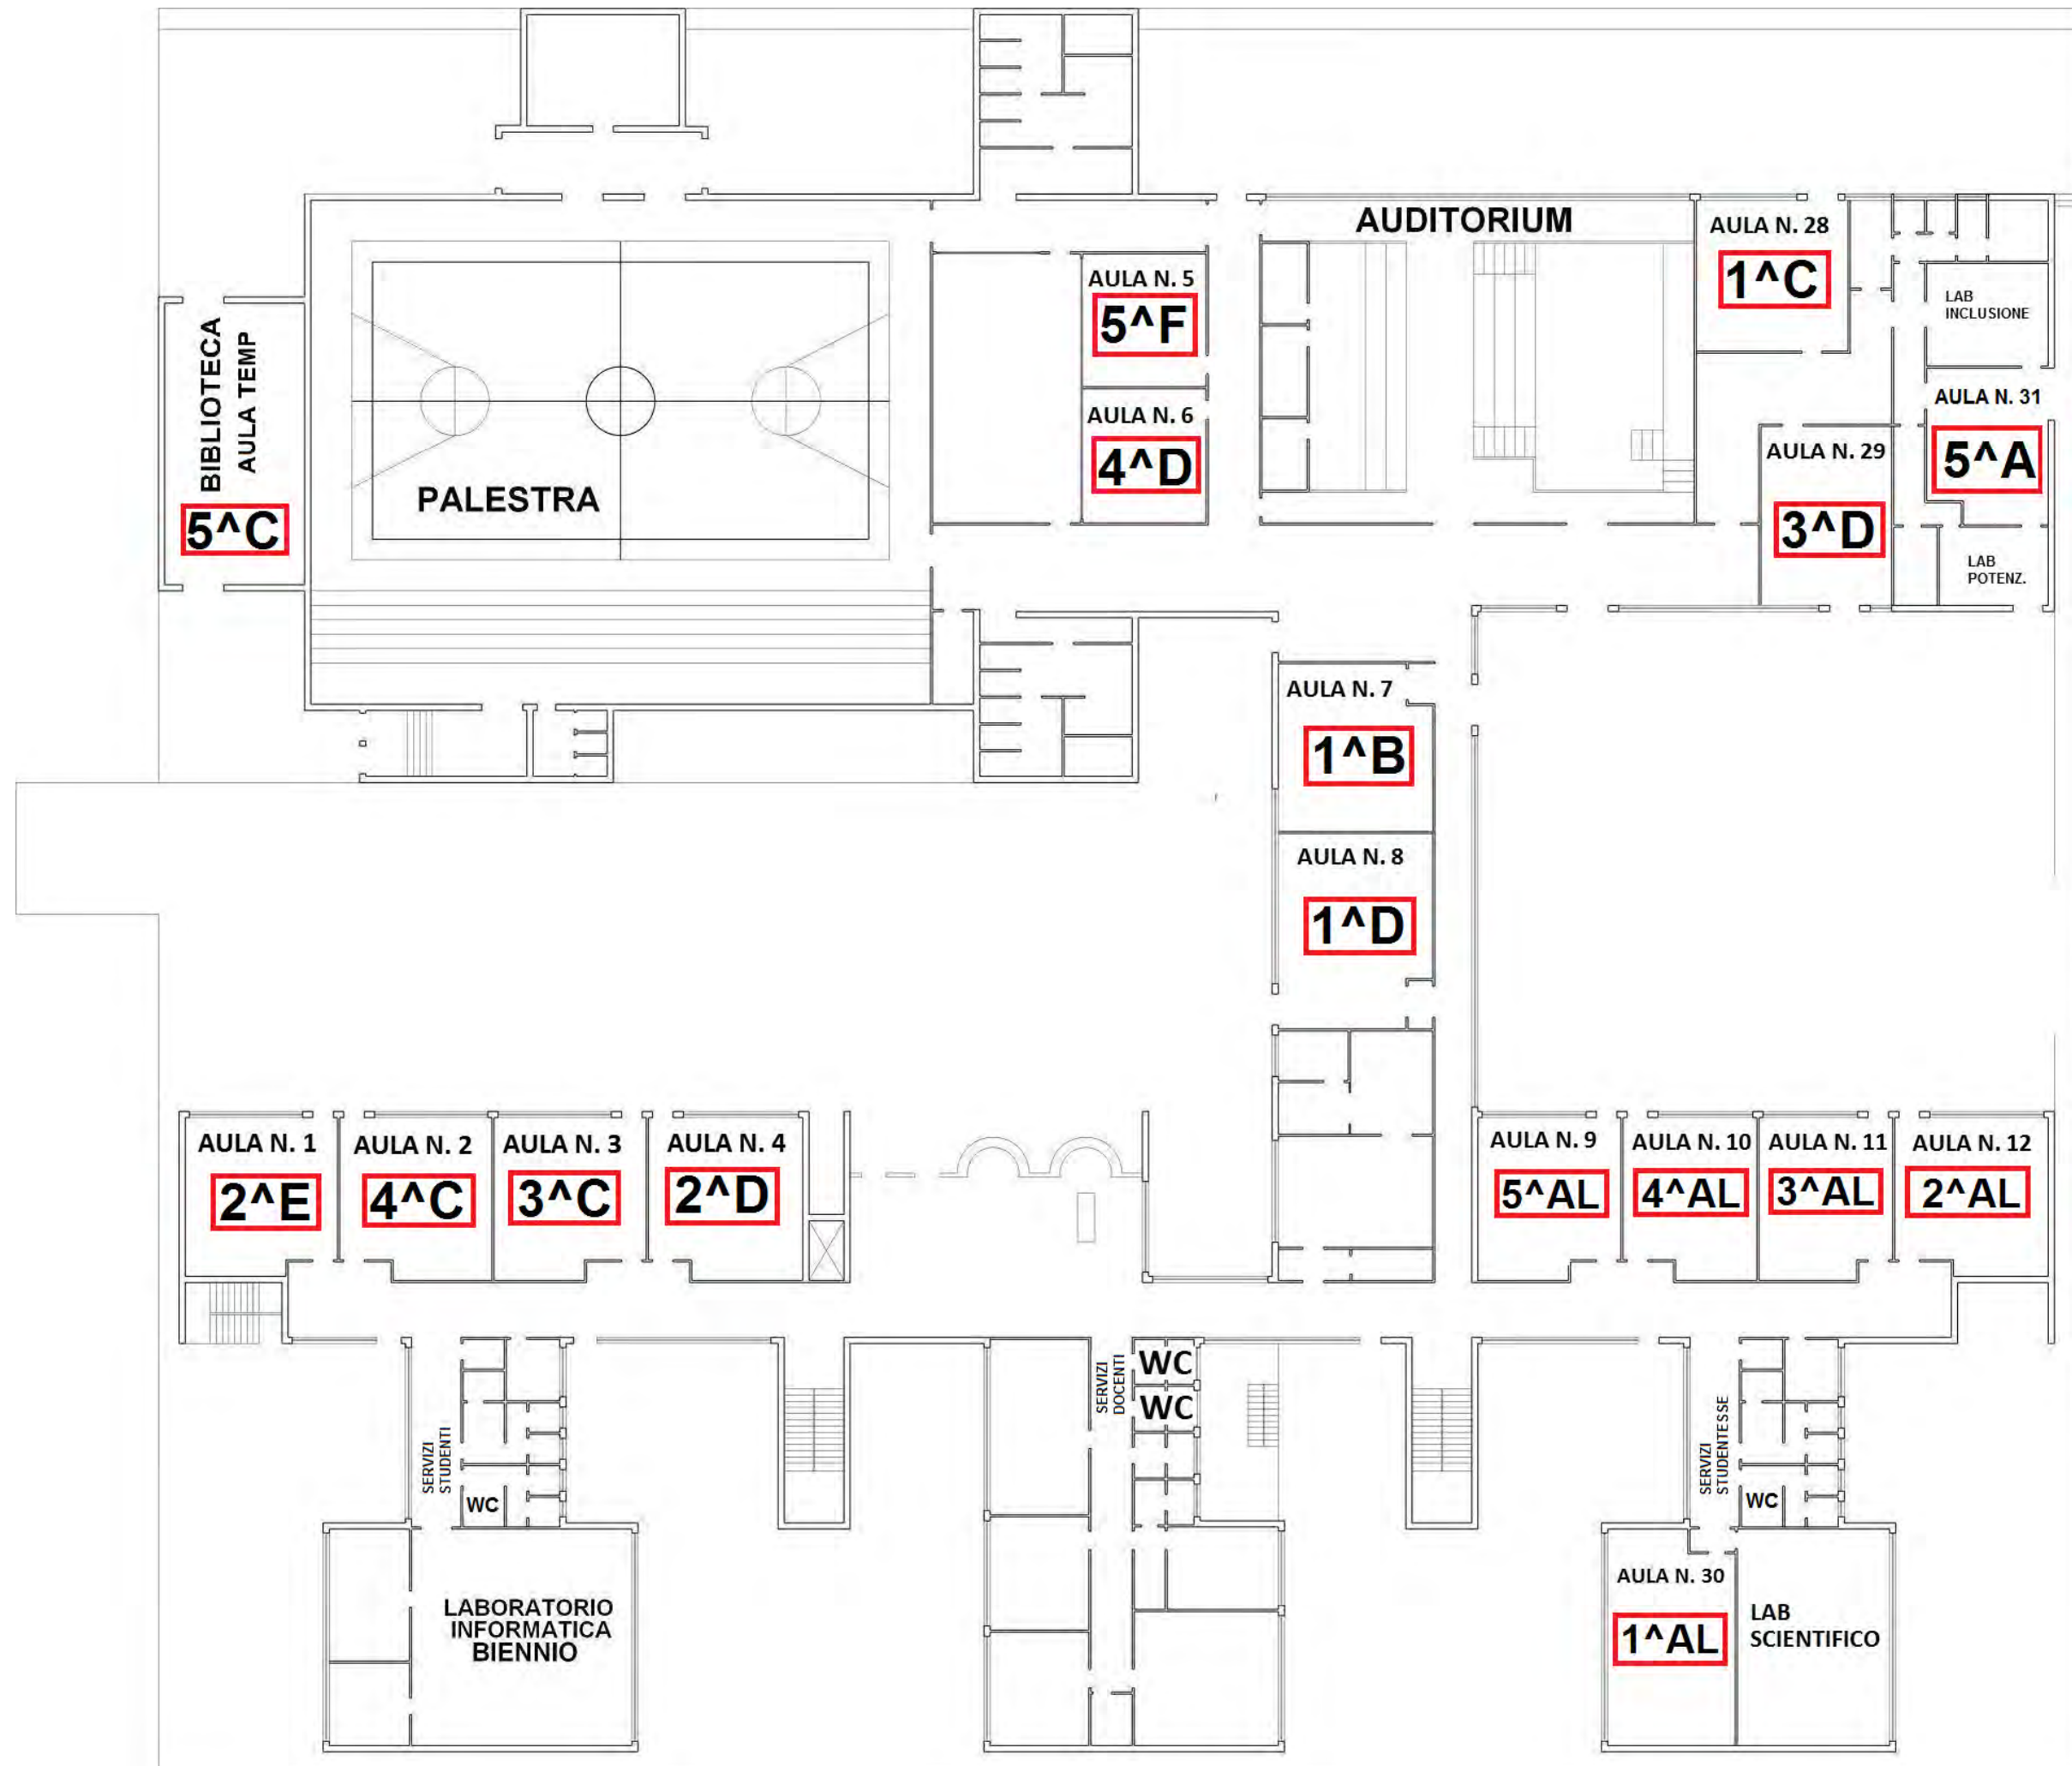 AUDITORIUM
AULA N. 28
1^C
AULA N. 5
5^F
LAB
INCLUSIONE
BIBLIOTECA
AULA TEMP
5^C
PALESTRA
AULA N. 6
4^D
AULA N. 31
5^A
AULA N. 29
3^D
LAB
POTENZ.
AULA N. 7
1^B
AULA N. 8
1^D
AULA N. 1
2^E
AULA N. 2
4^C
AULA N. 3
3^C
AULA N. 4
2^D
AULA N. 9
5^AL
AULA N. 10
4^AL
AULA N. 11
3^AL
AULA N. 12
2^AL
SERVIZI
STUDENTI
WC
SERVIZI
DOCENTI
WC
WC
SERVIZI
STUDENTESSE
WC
LABORATORIO
INFORMATICA
BIENNIO
AULA N. 30
1^AL
LAB
SCIENTIFICO